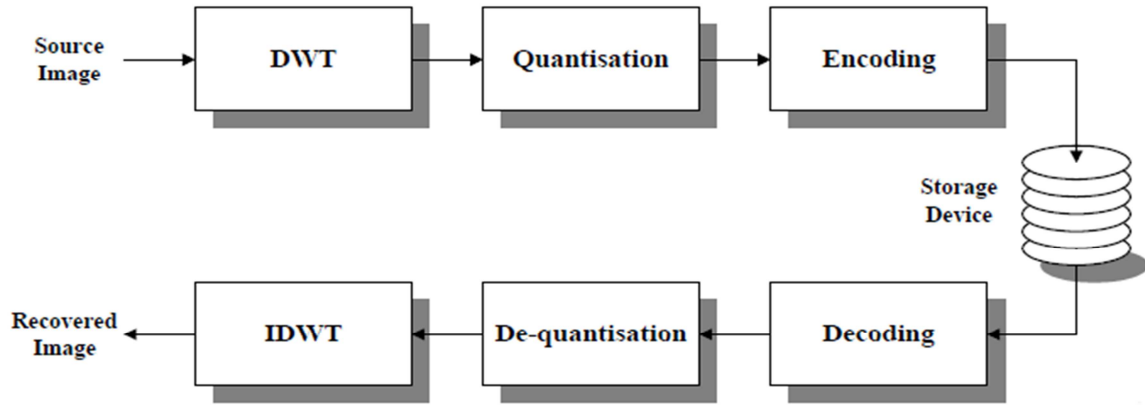 Source
Image
DWT
Quantisation
Encoding
Storage
Device
Recovered
Image
IDWT
De-quantisation
Decoding